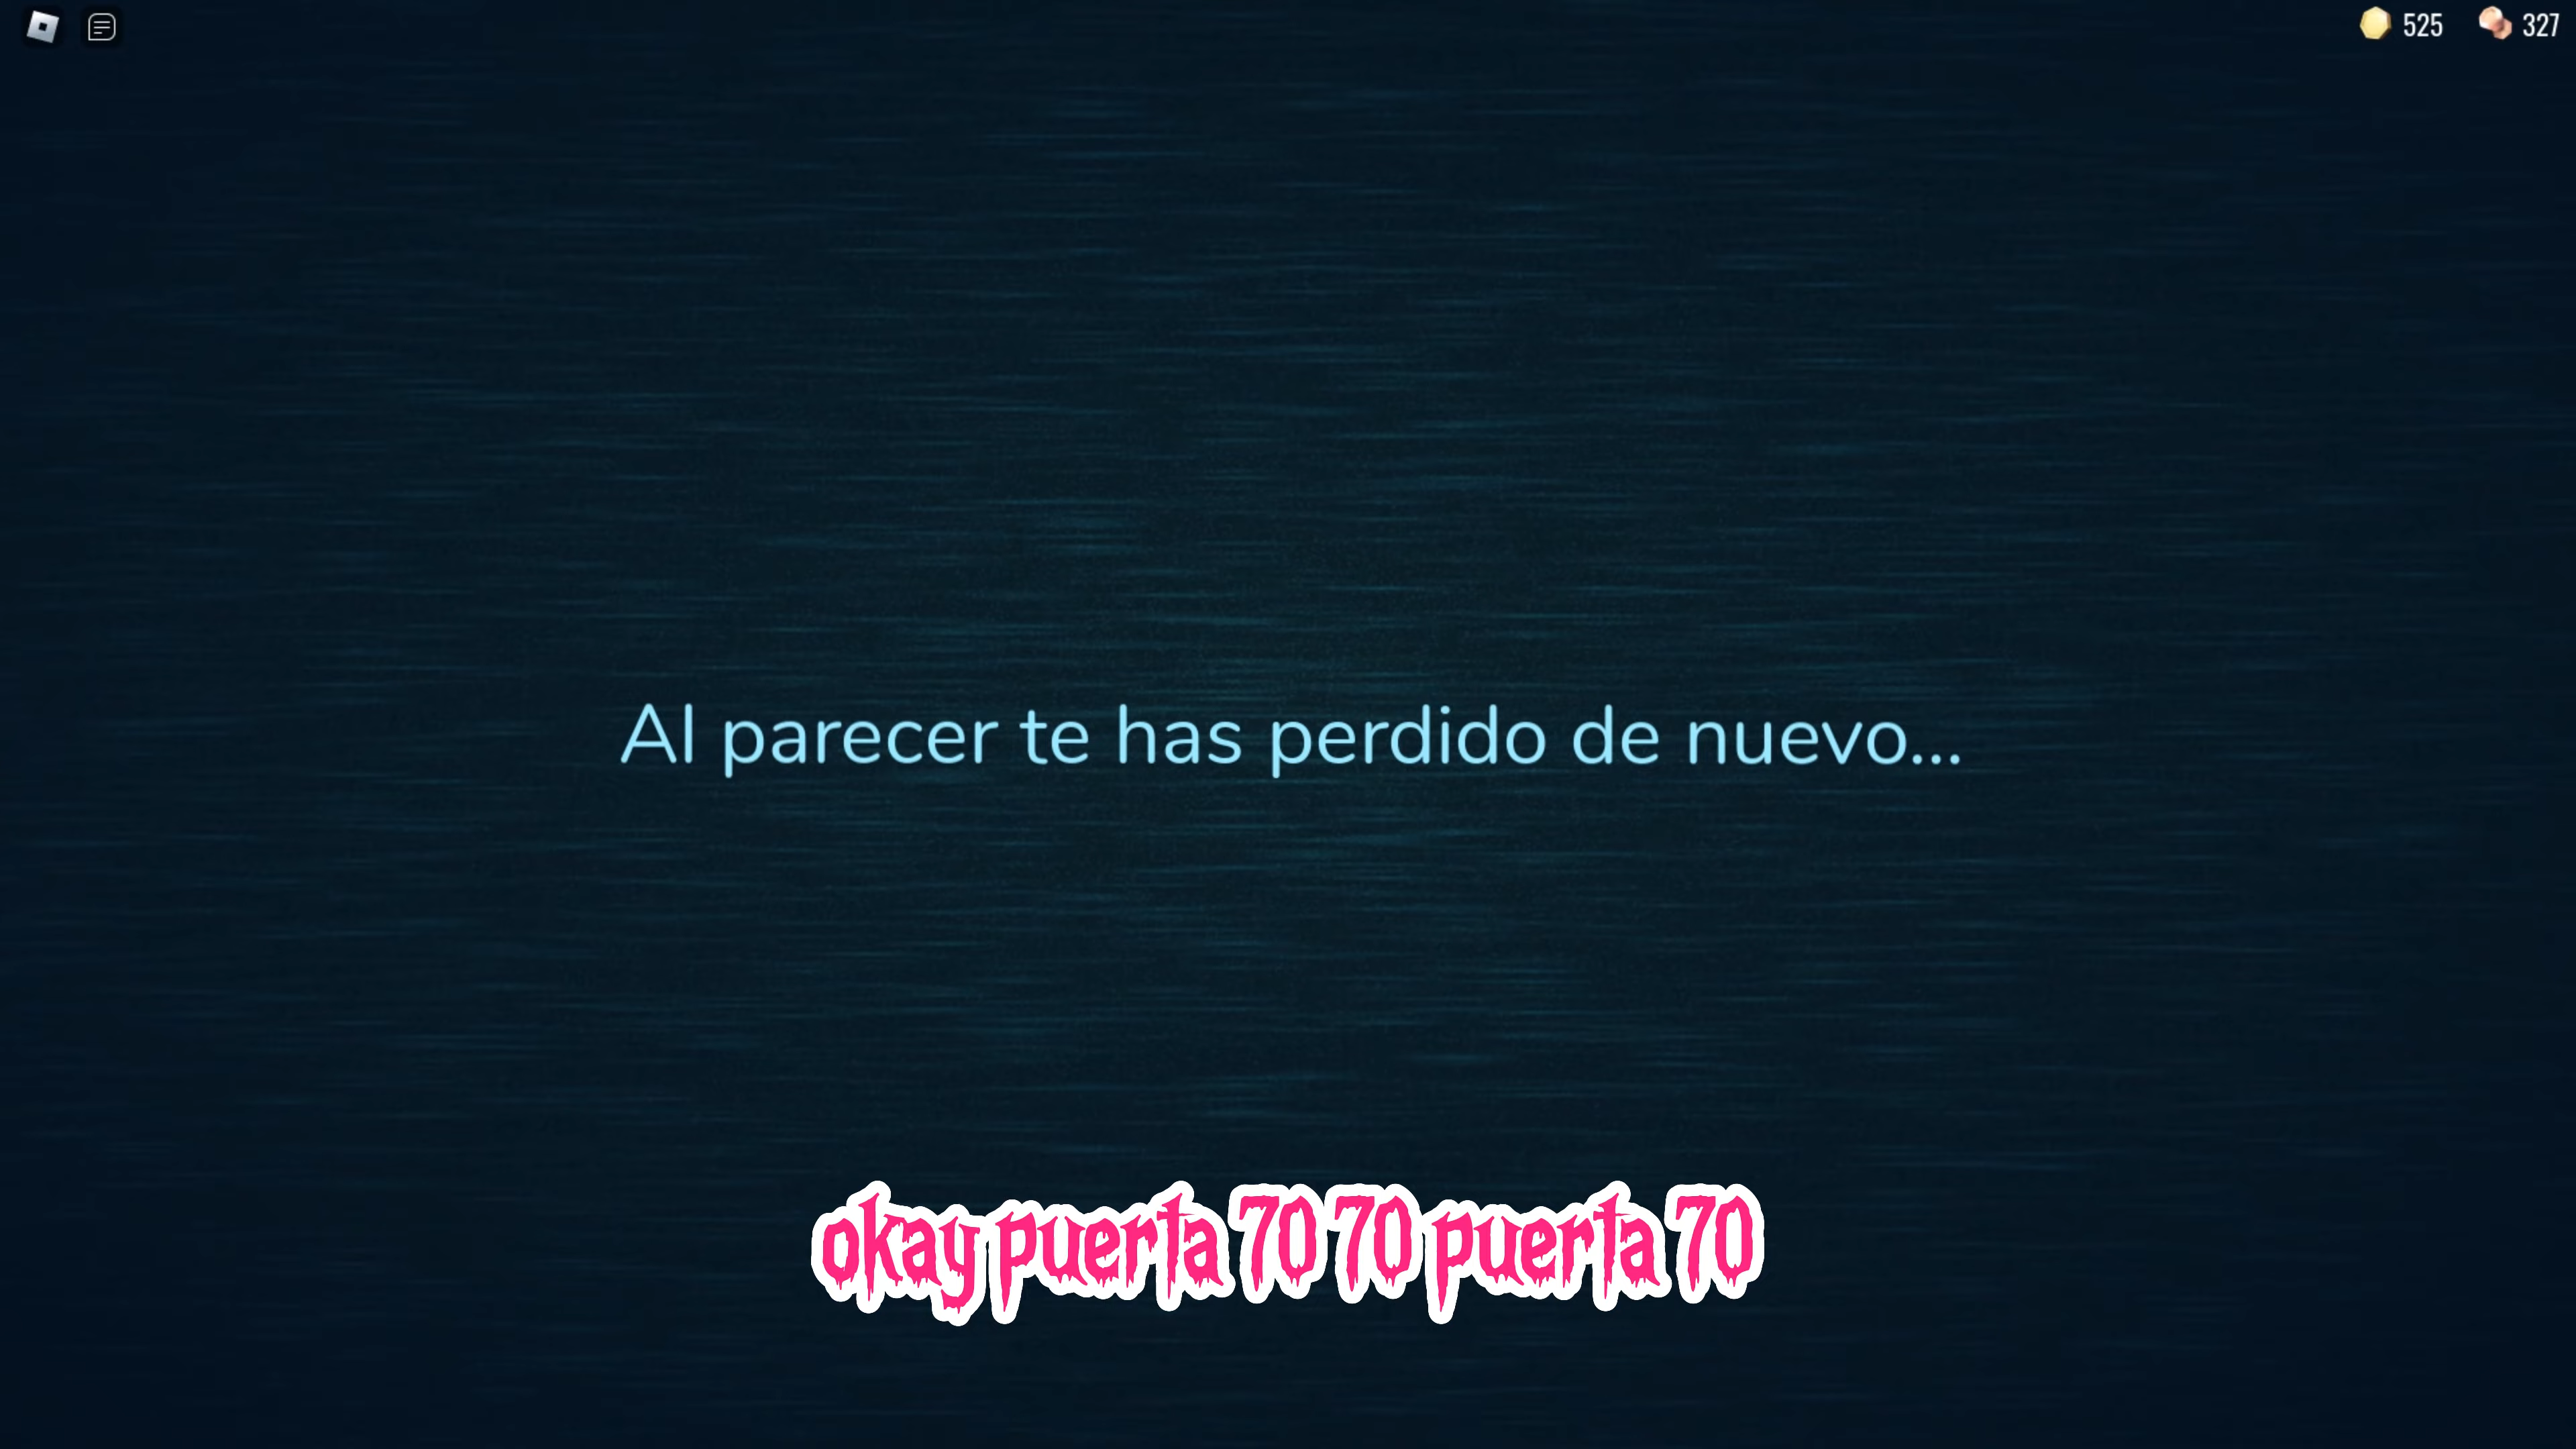 525 327
Al parecer te has perdido de nuevo...
okay puerta 70 70 puerta 70